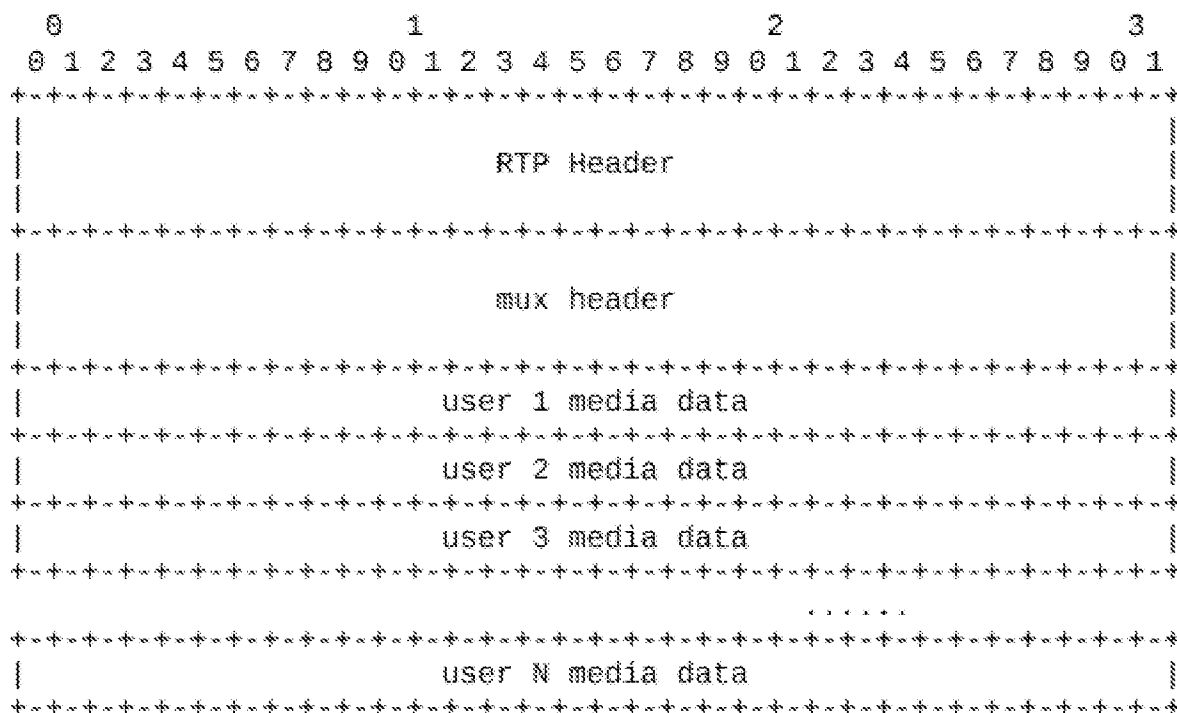 0 1 2 3
0 1 2 3 4 5 6 7 8 9 0 1 2 3 4 5 6 7 8 9 0 1 2 3 4 5 6 7 8 9 0 1
+-+-+-+-+-+-+-+-+-+-+-+-+-+-+-+-+-+-+-+-+-+-+-+-+-+-+-+-+-+-+-+-+
| |
| RTP Header |
| |
+-+-+-+-+-+-+-+-+-+-+-+-+-+-+-+-+-+-+-+-+-+-+-+-+-+-+-+-+-+-+-+-+
| |
| mux header |
| |
+-+-+-+-+-+-+-+-+-+-+-+-+-+-+-+-+-+-+-+-+-+-+-+-+-+-+-+-+-+-+-+-+
| user 1 media data |
+-+-+-+-+-+-+-+-+-+-+-+-+-+-+-+-+-+-+-+-+-+-+-+-+-+-+-+-+-+-+-+-+
| user 2 media data |
+-+-+-+-+-+-+-+-+-+-+-+-+-+-+-+-+-+-+-+-+-+-+-+-+-+-+-+-+-+-+-+-+
| user 3 media data |
+-+-+-+-+-+-+-+-+-+-+-+-+-+-+-+-+-+-+-+-+-+-+-+-+-+-+-+-+-+-+-+-+
......
+-+-+-+-+-+-+-+-+-+-+-+-+-+-+-+-+-+-+-+-+-+-+-+-+-+-+-+-+-+-+-+-+
| user N media data |
+-+-+-+-+-+-+-+-+-+-+-+-+-+-+-+-+-+-+-+-+-+-+-+-+-+-+-+-+-+-+-+-+